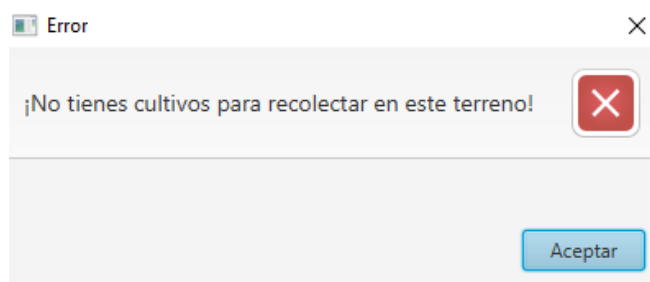 Error
¡No tienes cultivos para recolectar en este terreno!
Aceptar